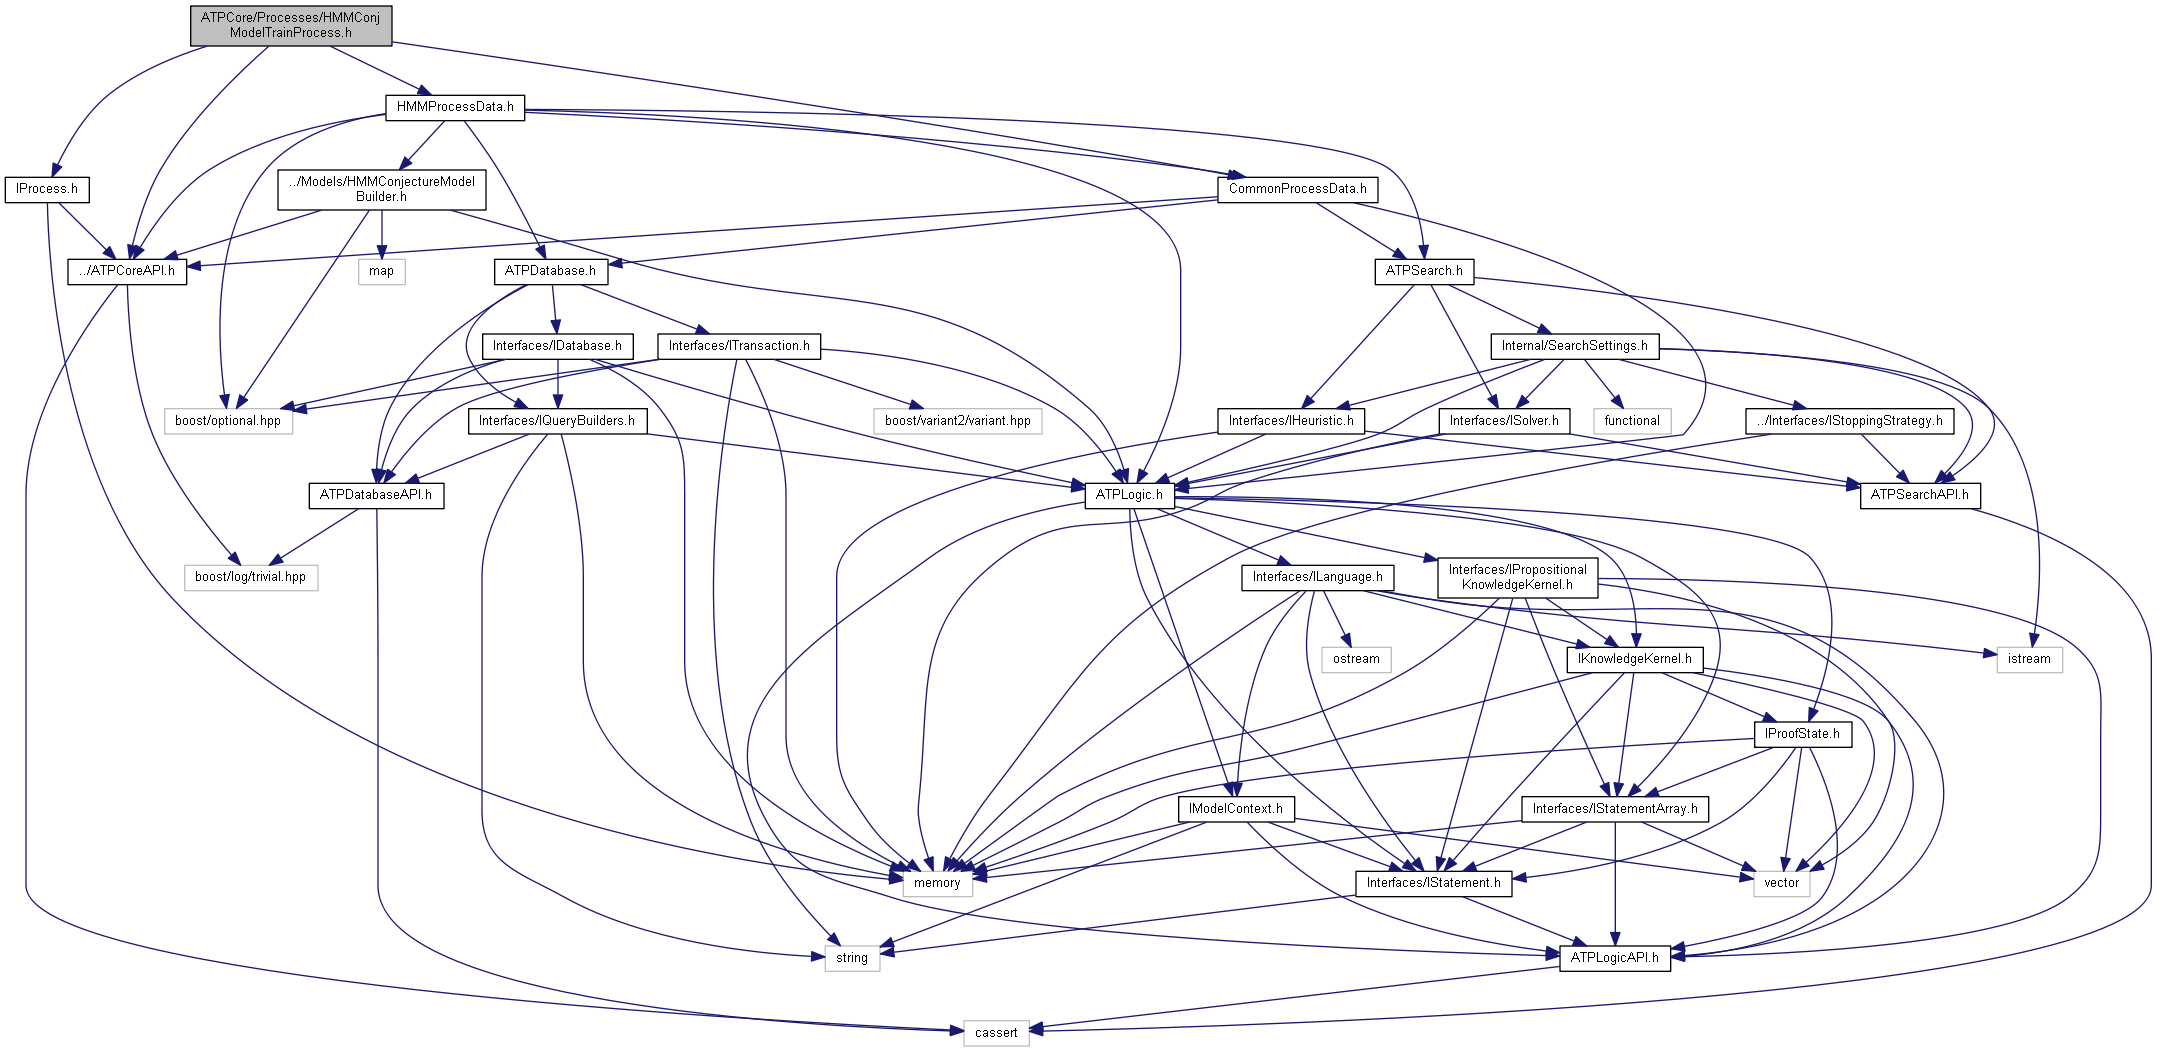 ATPCore/Processes/HMMConj
ModelTrainProcess.h
HMMProcessData.h
IProcess.h
../Models/HMMConjectureModel
Builder.h
CommonProcessData.h
../ATPCoreAPI.h
map
ATPDatabase.h
ATPSearch.h
Interfaces/IDatabase.h
Interfaces/ITransaction.h
Internal/SearchSettings.h
boost/optional.hpp
Interfaces/IQueryBuilders.h
boost/variant2/variant.hpp
Interfaces/IHeuristic.h
Interfaces/ISolver.h
functional
../Interfaces/IStoppingStrategy.h
ATPDatabaseAPI.h
ATPLogic.h
ATPSearchAPI.h
boost/log/trivial.hpp
Interfaces/ILanguage.h
Interfaces/IPropositional
KnowledgeKernel.h
ostream
IKnowledgeKernel.h
istream
IProofState.h
IModelContext.h
Interfaces/IStatementArray.h
memory
Interfaces/IStatement.h
vector
string
ATPLogicAPI.h
cassert